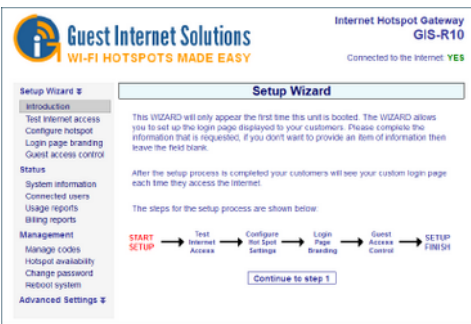 Guest Internet Solutions
WI-FI HOTSPOTS MADE EASY
Internet Hotspot Gateway
GIS-R10
Connected to the Internet: YES
Setup Wizard
Introduction
Test Internet access
Configure hotspot
Login page branding
Guest access control
Status
System information
Connected users
Usage reports
Billing reports
Management
Manage codes
Hotspot availability
Change password
Reboot system
Advanced Settings
Setup Wizard
This WIZARD will only appear the first time this unit is booted. The WIZARD allows
you to set up the login page displayed to your customers. Please complete the
information that is requested, if you don't want to provide an item of information then
leave the field blank.
After the setup process is completed your customers will see your custom login page
each time they access the Internet.
The steps for the setup process are shown below:
START SETUP
Test Internet Access
Configure Hot Spot Settings
Login Page Branding
Guest Access Control
SETUP FINISH
Continue to step 1